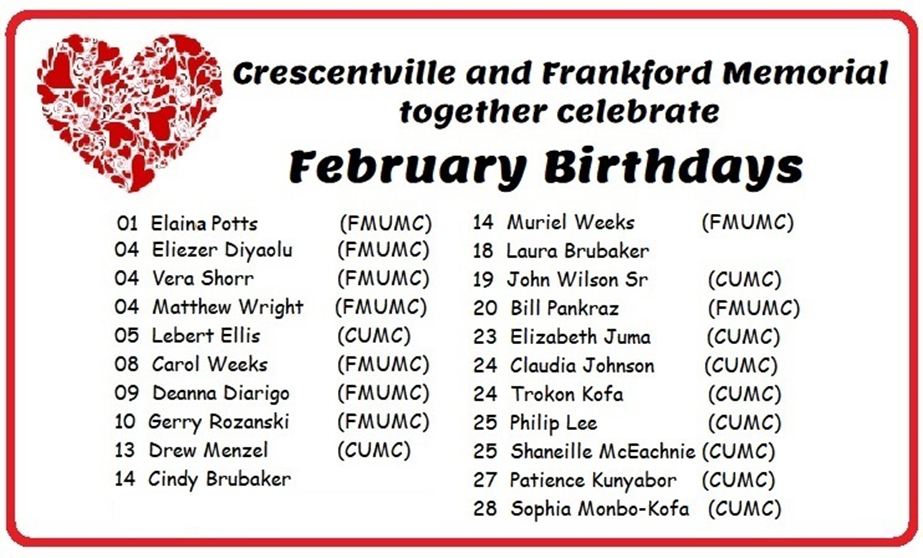 Crescentville and Frankford Memorial
together celebrate
February Birthdays
01 Elaina Potts (FMUMC)
04 Eliezer Diyaolu (FMUMC)
04 Vera Shorr (FMUMC)
04 Matthew Wright (FMUMC)
05 Lebert Ellis (CUMC)
08 Carol Weeks (FMUMC)
09 Deanna Diarigo (FMUMC)
10 Gerry Rozanski (FMUMC)
13 Drew Menzel (CUMC)
14 Cindy Brubaker
14 Muriel Weeks (FMUMC)
18 Laura Brubaker
19 John Wilson Sr (CUMC)
20 Bill Pankraz (FMUMC)
23 Elizabeth Juma (CUMC)
24 Claudia Johnson (CUMC)
24 Trokon Kofa (CUMC)
25 Philip Lee (CUMC)
25 Shaneille McEachnie (CUMC)
27 Patience Kunyabor (CUMC)
28 Sophia Monbo-Kofa (CUMC)